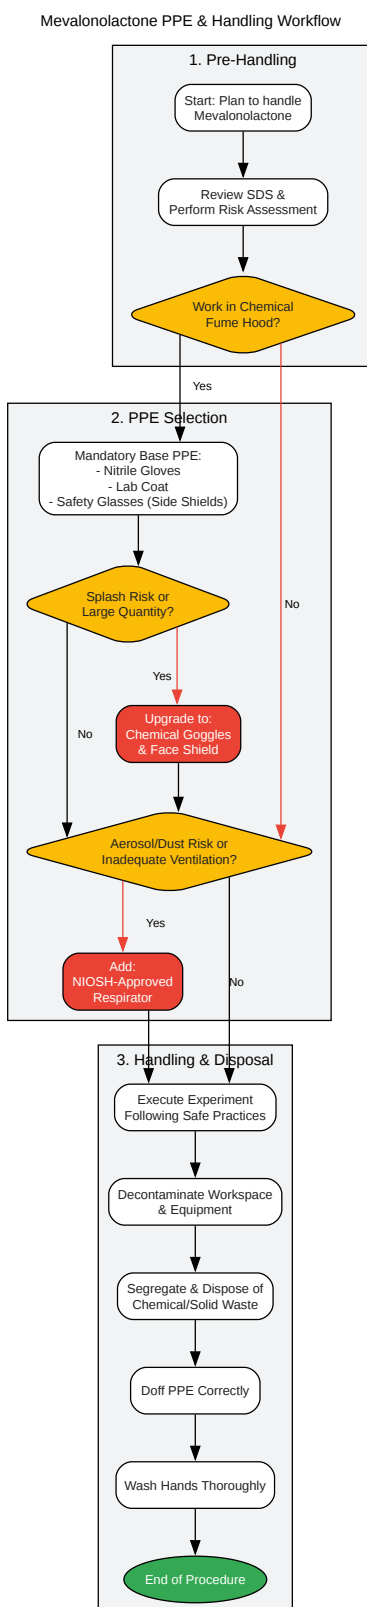 Mevalonolactone PPE & Handling Workflow
1. Pre-Handling
Start: Plan to handle
Mevalonolactone
Review SDS &
Perform Risk Assessment
Work in Chemical
Fume Hood?
Yes
2. PPE Selection
Mandatory Base PPE:
- Nitrile Gloves
- Lab Coat
- Safety Glasses (Side Shields)
Splash Risk or
Large Quantity?
No
Yes
Upgrade to:
Chemical Goggles
& Face Shield
No
Aerosol/Dust Risk or
Inadequate Ventilation?
Yes
Add:
NIOSH-Approved
Respirator
No
3. Handling & Disposal
Execute Experiment
Following Safe Practices
Decontaminate Workspace
& Equipment
Segregate & Dispose of
Chemical/Solid Waste
Doff PPE Correctly
Wash Hands Thoroughly
End of Procedure